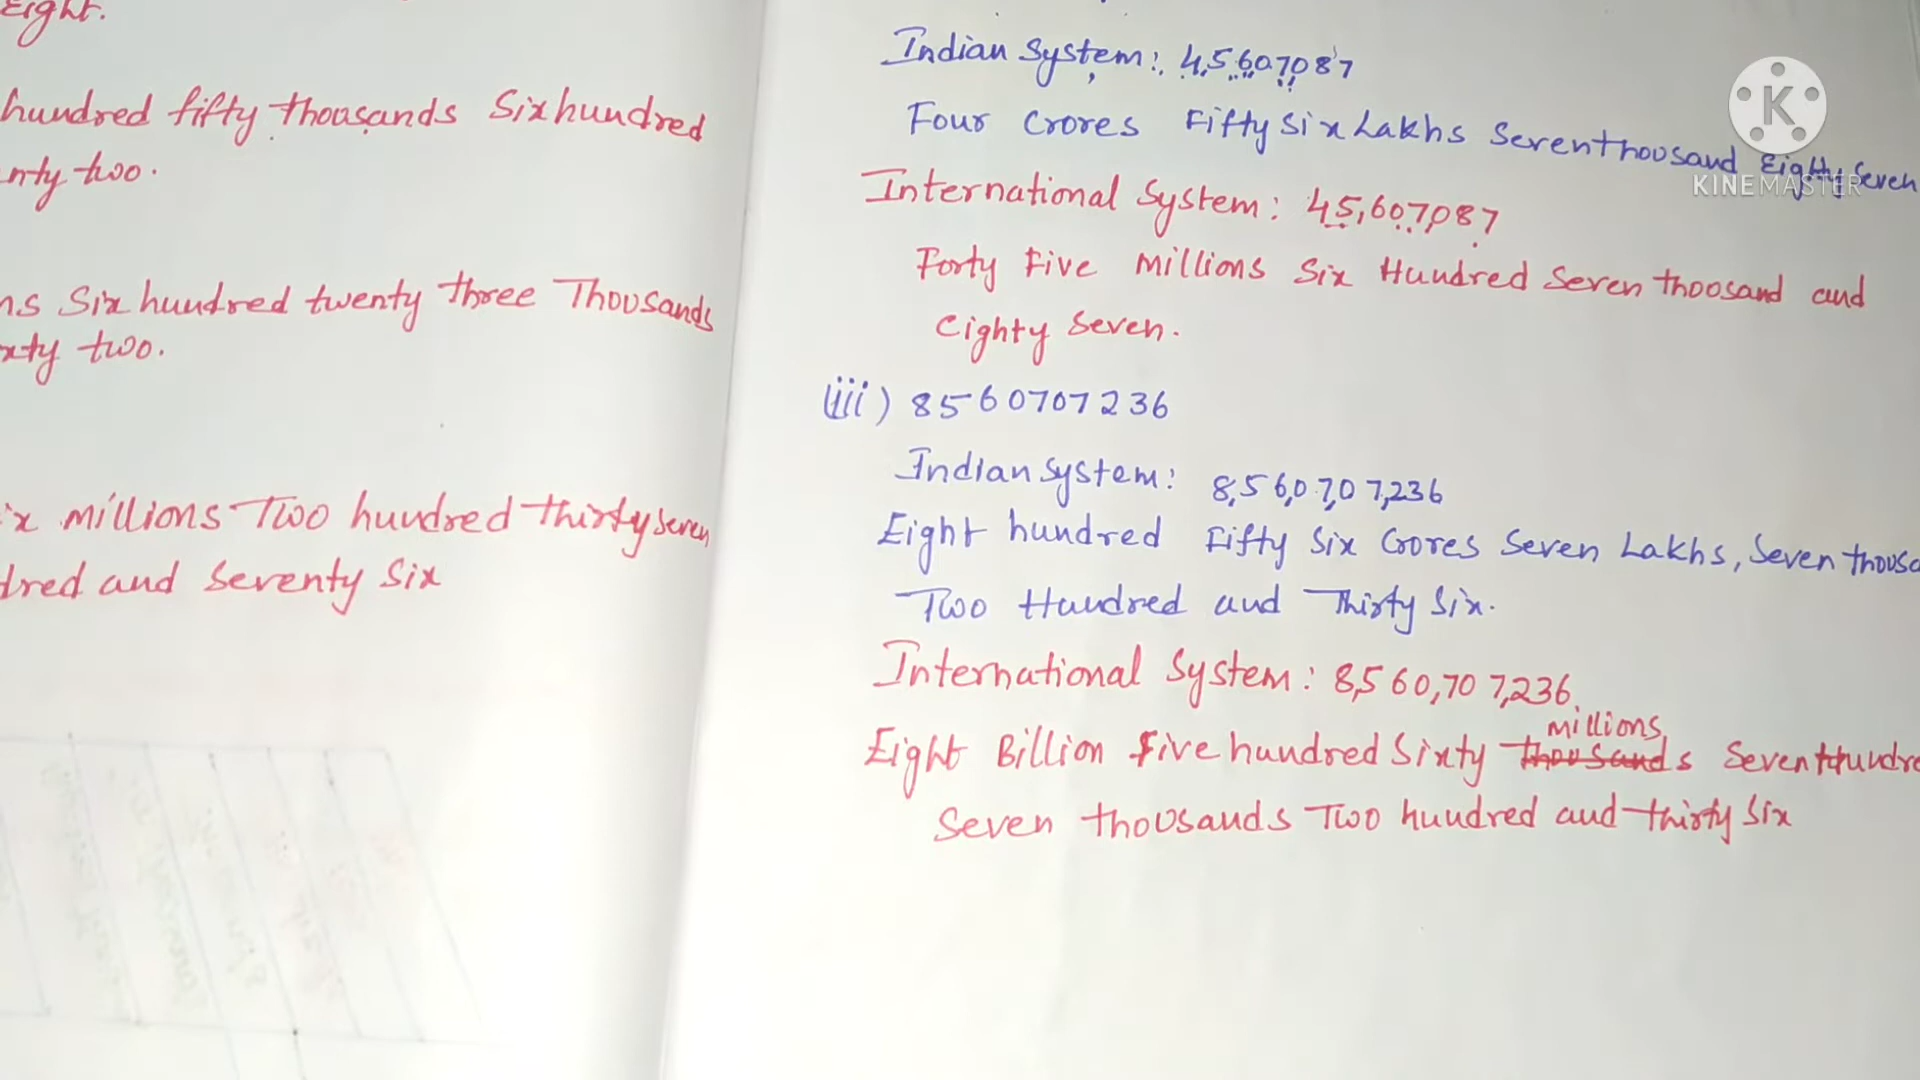 Eight.
hundred fifty thousands Six hundred
nty two.
ns Six hundred twenty three Thousands
xty two.
ix millions Two hundred thirty seven
dred and Seventy Six
Indian System: 4,5,607087
Four Crores Fifty Six Lakhs Seven thousand Eighty Seven
International System: 45,607,087
Forty Five Millions Six Hundred Seven thousand and
Eighty Seven.
(iii) 8560707236
Indian System: 8,56,07,07,236
Eight hundred Fifty Six Crores Seven Lakhs, Seven thousa
Two Hundred and Thirty Six.
International System: 8,560,707,236.
millions
Eight Billion Five hundred Sixty thousands Seven Hundre
Seven thousands Two hundred and thirty Six
K
KINEMASTER